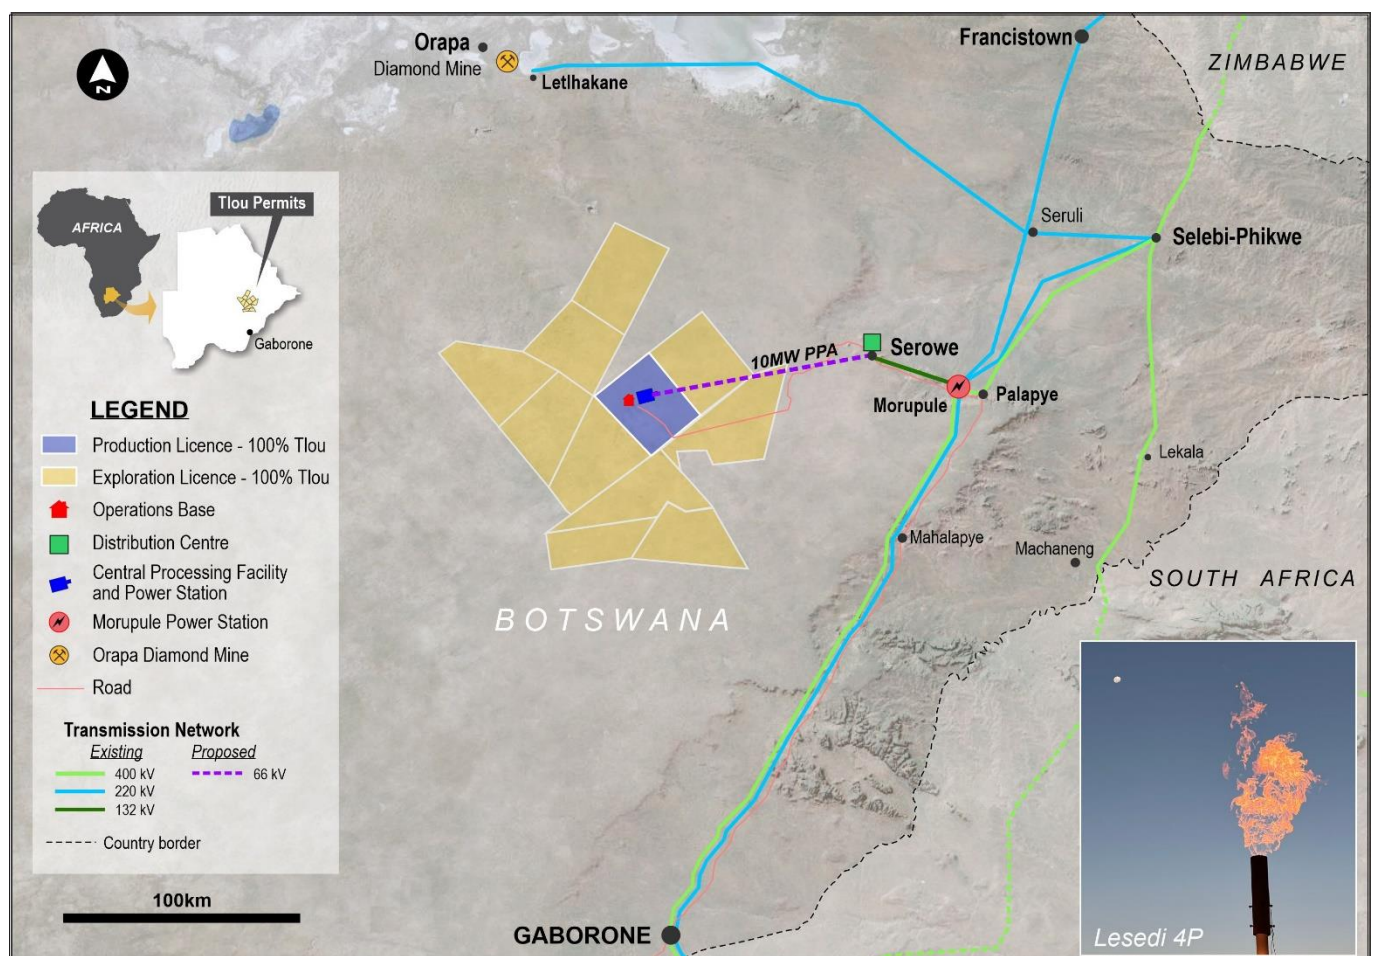 Orapa
Diamond Mine
Letlhakane
Francistown
ZIMBABWE
N
Tlou Permits
AFRICA
Gaborone
Seruli
Selebi-Phikwe
10MW PPA
Serowe
Morupule
Palapye
Lekala
Mahalapye
Machaneng
SOUTH AFRICA
BOTSWANA
GABORONE
LEGEND
Production Licence - 100% Tlou
Exploration Licence - 100% Tlou
Operations Base
Distribution Centre
Central Processing Facility
and Power Station
Morupule Power Station
Orapa Diamond Mine
Road
Transmission Network
Existing Proposed
400 kV 66 kV
220 kV
132 kV
Country border
100km
Lesedi 4P